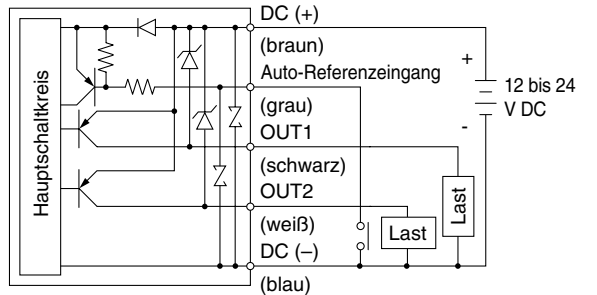 Hauptschaltkreis
DC (+)
(braun)
Auto-Referenzeingang
(grau)
OUT1
(schwarz)
OUT2
(weiß)
DC (–)
(blau)
Last
Last
+
12 bis 24
V DC
-